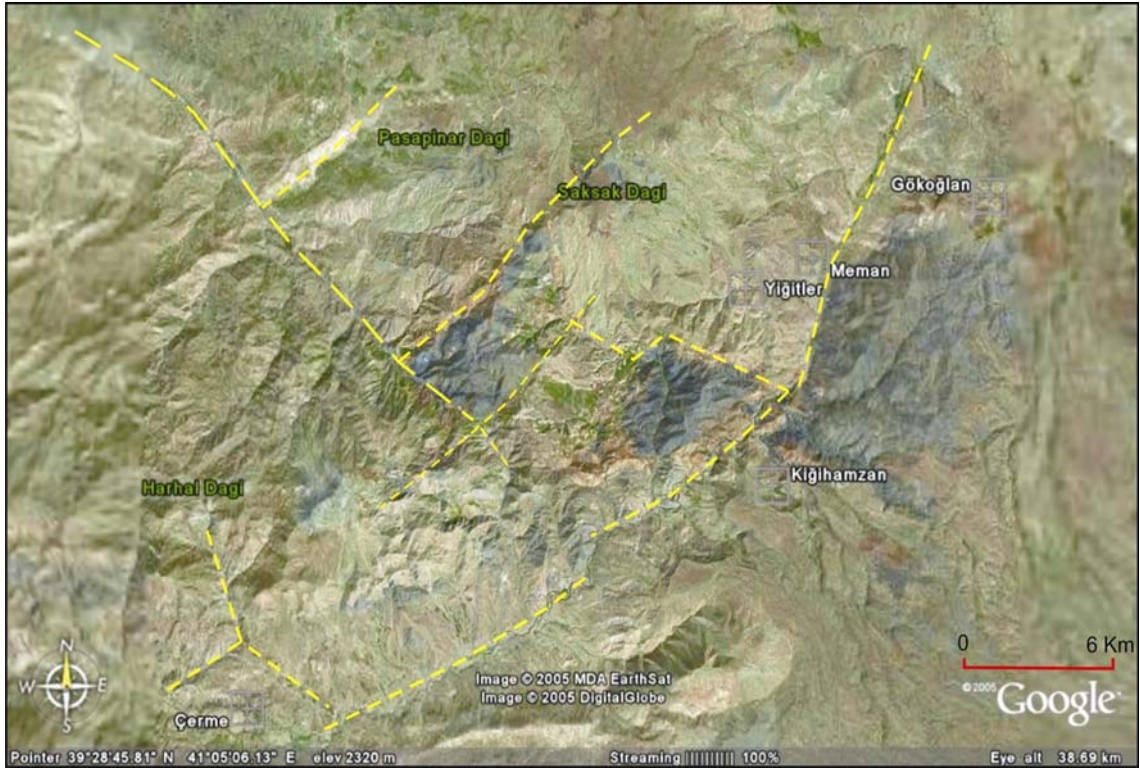 Pasapinar Dagi
Saksak Dagi
Gökoğlan
Meman
Yiğitler
Kiğihamzan
Harhal Dagi
Çerme
N
W E
S
0 6 Km
Image © 2005 MDA EarthSat
Image © 2005 DigitalGlobe
©2005 Google
Pointer 39°28'45.81" N 41°05'06.13" E elev 2320 m Streaming |||||||||| 100% Eye alt 38.69 km